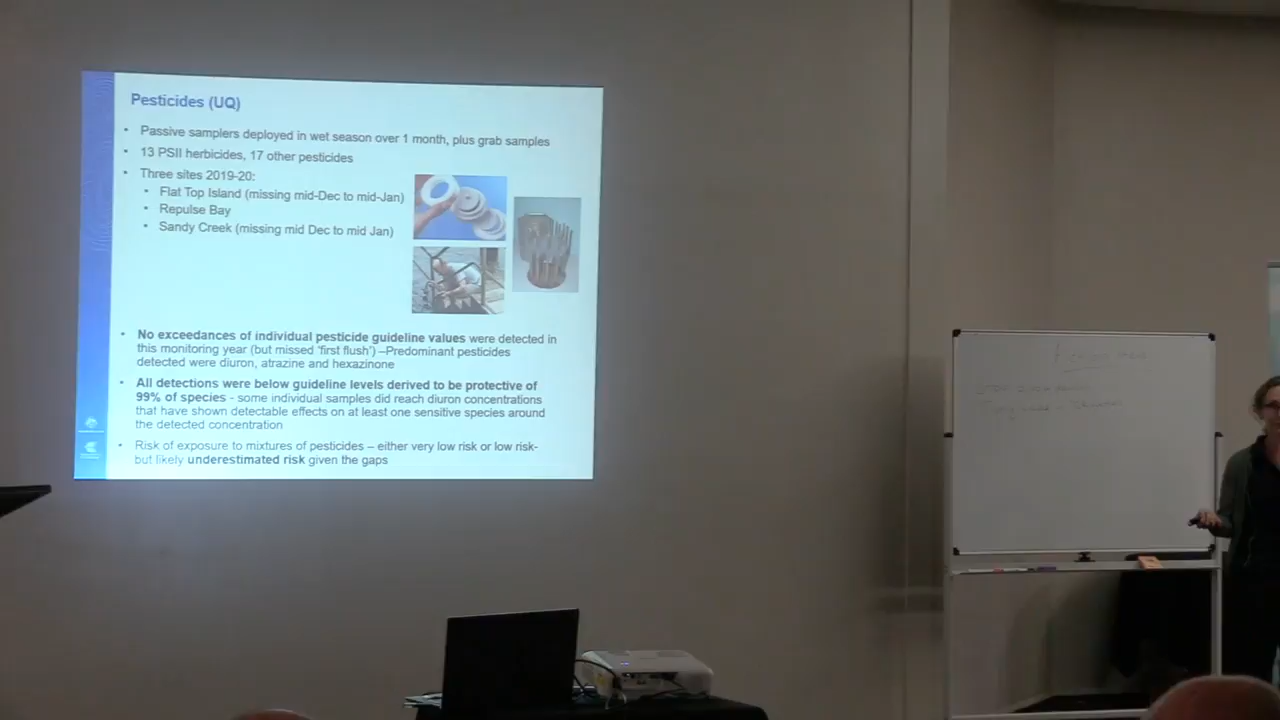 Pesticides (UQ)
• Passive samplers deployed in wet season over 1 month, plus grab samples
• 13 PSII herbicides, 17 other pesticides
• Three sites 2019-20:
• Flat Top Island (missing mid-Dec to mid-Jan)
• Repulse Bay
• Sandy Creek (missing mid Dec to mid Jan)
• No exceedances of individual pesticide guideline values were detected in
this monitoring year (but missed 'first flush') –Predominant pesticides
detected were diuron, atrazine and hexazinone
• All detections were below guideline levels derived to be protective of
99% of species - some individual samples did reach diuron concentrations
that have shown detectable effects on at least one sensitive species around
the detected concentration
• Risk of exposure to mixtures of pesticides – either very low risk or low risk-
but likely underestimated risk given the gaps